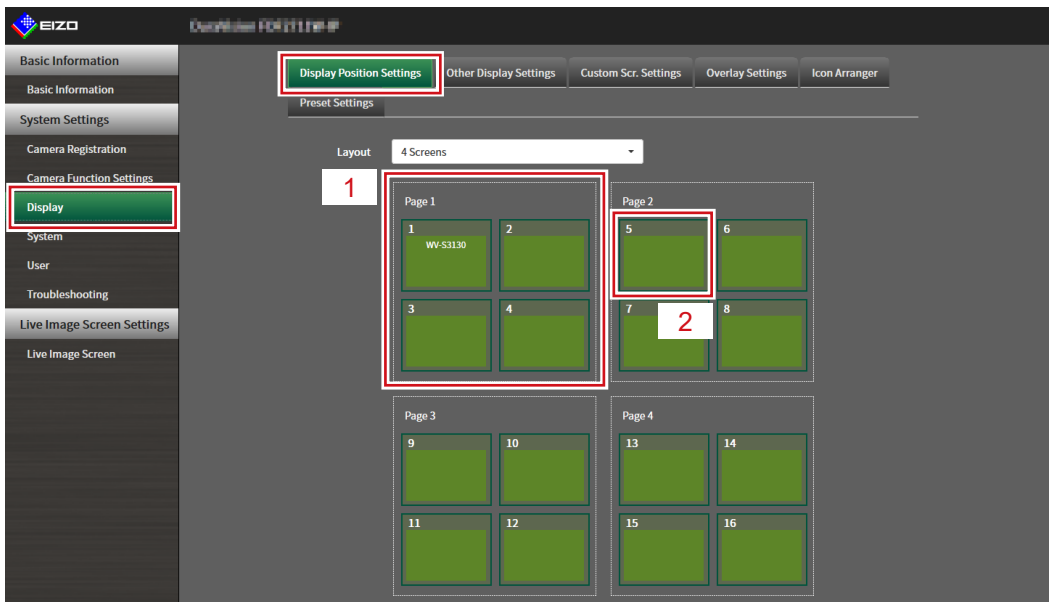 EIZO
Basic Information
Basic Information
System Settings
Camera Registration
Camera Function Settings
Display
System
User
Troubleshooting
Live Image Screen Settings
Live Image Screen
Display Position Settings Other Display Settings Custom Scr. Settings Overlay Settings Icon Arranger
Preset Settings
Layout 4 Screens
1
Page 1
1 2
WV-S3130
3 4
Page 2
5 6
7 8
2
Page 3
9 10
11 12
Page 4
13 14
15 16